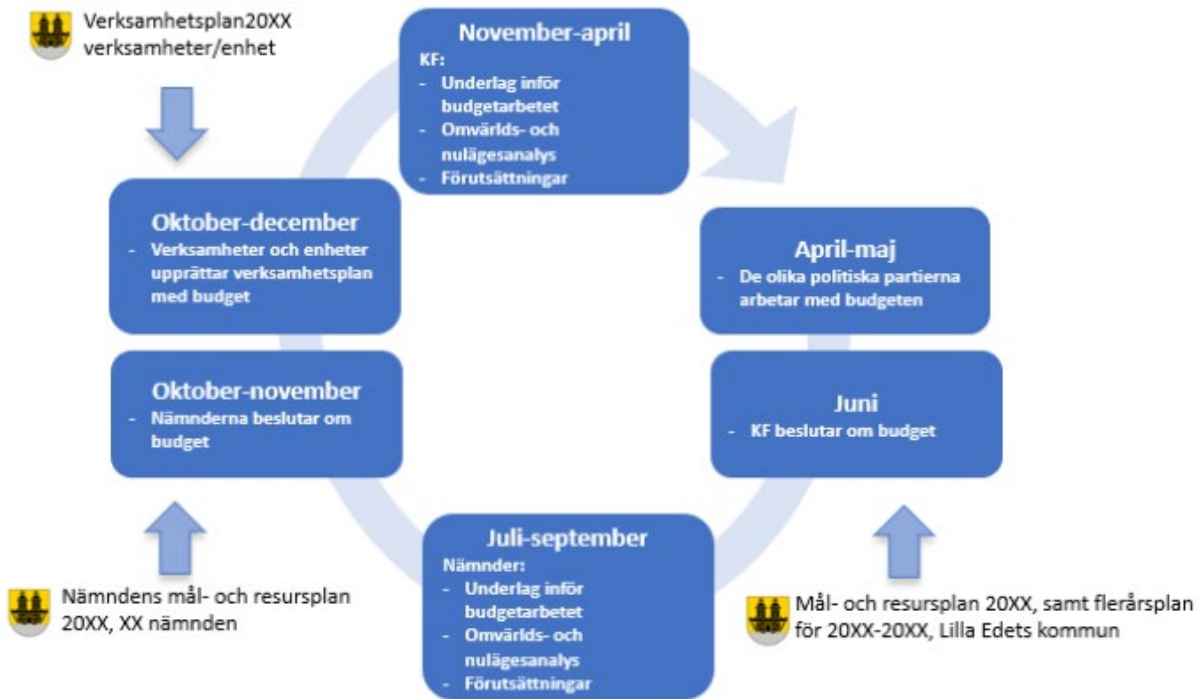 Verksamhetsplan20XX
verksamheter/enhet
November-april
KF:
- Underlag inför
budgetarbetet
- Omvärlds- och
nulägesanalys
- Förutsättningar
Oktober-december
- Verksamheter och enheter
upprättar verksamhetsplan
med budget
April-maj
- De olika politiska partierna
arbetar med budgeten
Oktober-november
- Nämnderna beslutar om
budget
Juni
- KF beslutar om budget
Juli-september
Nämnder:
- Underlag inför
budgetarbetet
- Omvärlds- och
nulägesanalys
- Förutsättningar
Nämndens mål- och resursplan
20XX, XX nämnden
Mål- och resursplan 20XX, samt flerårsplan
för 20XX-20XX, Lilla Edets kommun